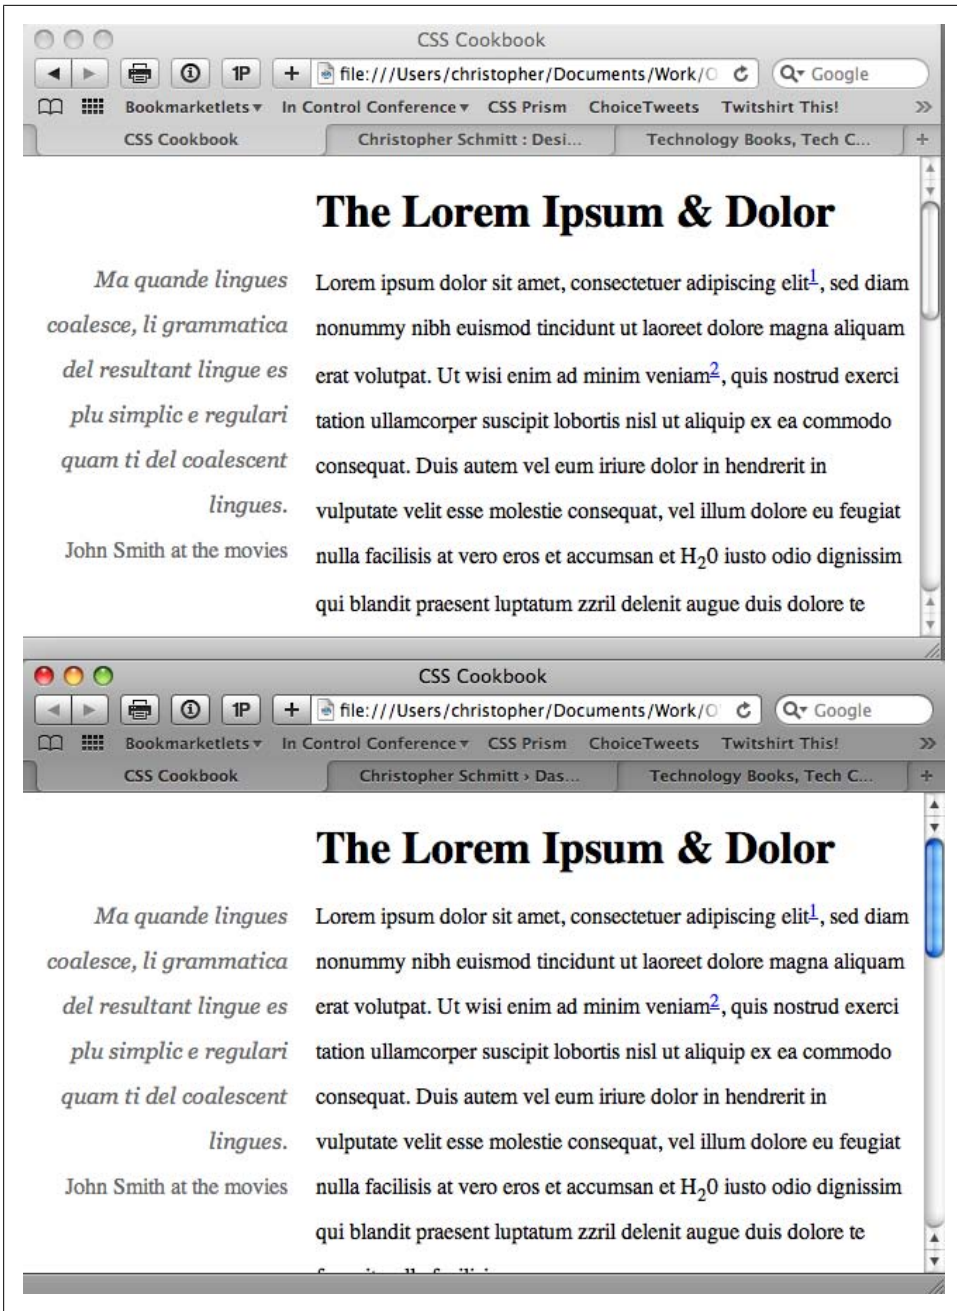 CSS Cookbook
1P + file:///Users/christopher/Documents/Work/O Google
Bookmarketlets In Control Conference CSS Prism ChoiceTweets Twitshirt This! »
CSS Cookbook Christopher Schmitt : Desi... Technology Books, Tech C... +
The Lorem Ipsum & Dolor
Ma quande lingues
coalesce, li grammatica
del resultant lingue es
plu simplic e regulari
quam ti del coalescent
lingues.
John Smith at the movies
Lorem ipsum dolor sit amet, consectetuer adipiscing elit1, sed diam
nonummy nibh euismod tincidunt ut laoreet dolore magna aliquam
erat volutpat. Ut wisi enim ad minim veniam2, quis nostrud exerci
tation ullamcorper suscipit lobortis nisl ut aliquip ex ea commodo
consequat. Duis autem vel eum iriure dolor in hendrerit in
vulputate velit esse molestie consequat, vel illum dolore eu feugiat
nulla facilisis at vero eros et accumsan et H20 iusto odio dignissim
qui blandit praesent luptatum zzril delenit augue duis dolore te
CSS Cookbook
1P + file:///Users/christopher/Documents/Work/O Google
Bookmarketlets In Control Conference CSS Prism ChoiceTweets Twitshirt This! »
CSS Cookbook Christopher Schmitt › Das... Technology Books, Tech C... +
The Lorem Ipsum & Dolor
Ma quande lingues
coalesce, li grammatica
del resultant lingue es
plu simplic e regulari
quam ti del coalescent
lingues.
John Smith at the movies
Lorem ipsum dolor sit amet, consectetuer adipiscing elit1, sed diam
nonummy nibh euismod tincidunt ut laoreet dolore magna aliquam
erat volutpat. Ut wisi enim ad minim veniam2, quis nostrud exerci
tation ullamcorper suscipit lobortis nisl ut aliquip ex ea commodo
consequat. Duis autem vel eum iriure dolor in hendrerit in
vulputate velit esse molestie consequat, vel illum dolore eu feugiat
nulla facilisis at vero eros et accumsan et H20 iusto odio dignissim
qui blandit praesent luptatum zzril delenit augue duis dolore te